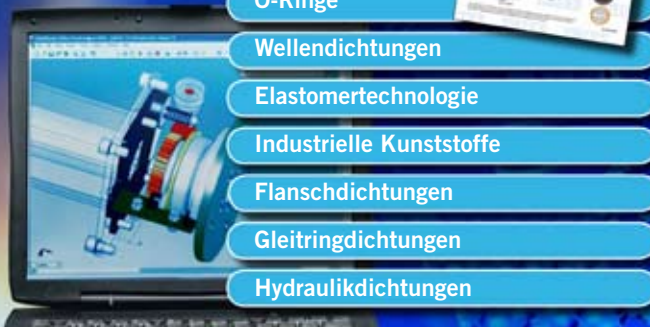 O-Ringe
Wellendichtungen
Elastomertechnologie
Industrielle Kunststoffe
Flanschdichtungen
Gleitringdichtungen
Hydraulikdichtungen